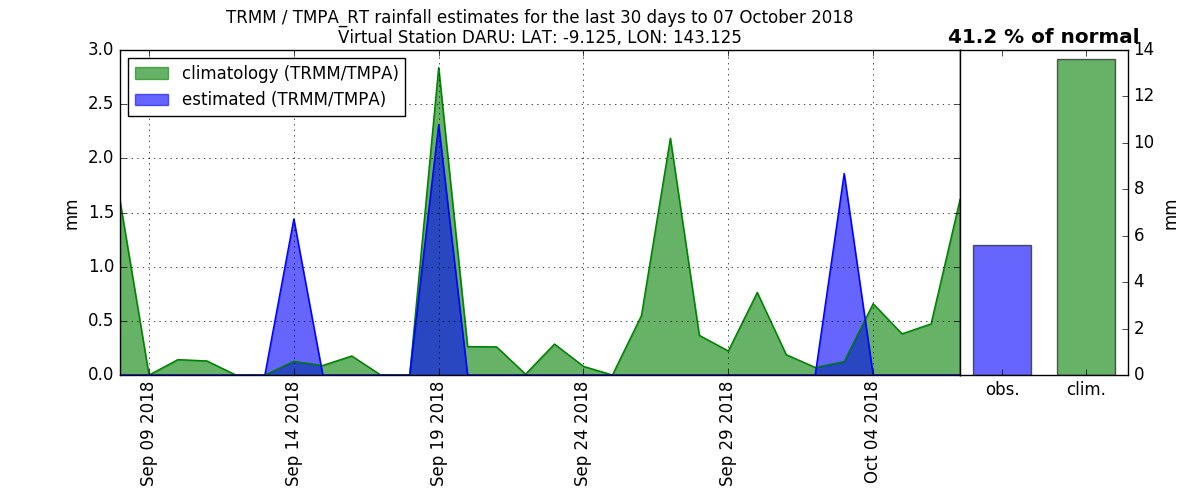 TRMM / TMPA_RT rainfall estimates for the last 30 days to 07 October 2018
Virtual Station DARU: LAT: -9.125, LON: 143.125
41.2 % of normal
climatology (TRMM/TMPA)
estimated (TRMM/TMPA)
mm
3.0
2.5
2.0
1.5
1.0
0.5
0.0
Sep 09 2018
Sep 14 2018
Sep 19 2018
Sep 24 2018
Sep 29 2018
Oct 04 2018
obs.
clim.
14
12
10
8
6
4
2
0
mm